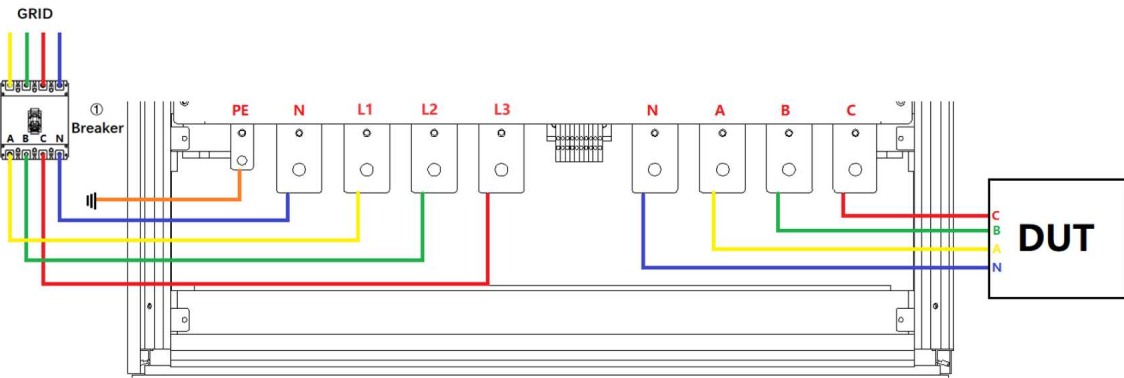 GRID
①
Breaker
A B C N
PE N L1 L2 L3 N A B C
C
B
A
N
DUT